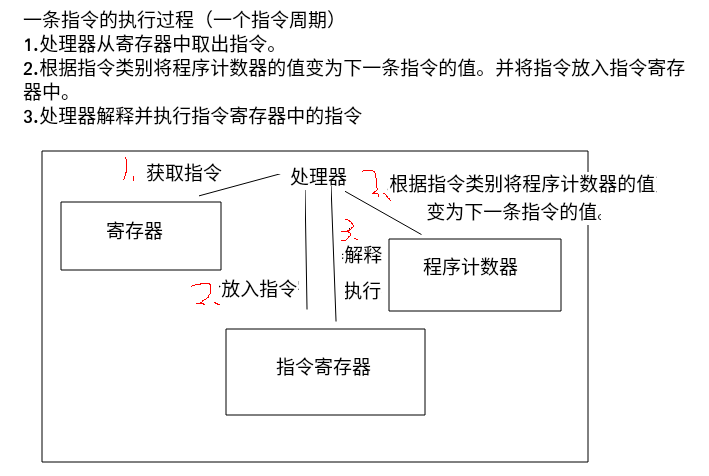 一条指令的执行过程（一个指令周期）
1.处理器从寄存器中取出指令。
2.根据指令类别将程序计数器的值变为下一条指令的值。并将指令放入指令寄存
器中。
3.处理器解释并执行指令寄存器中的指令
1. 获取指令
处理器
2. 根据指令类别将程序计数器的值
变为下一条指令的值。
寄存器
3.
解释
执行
程序计数器
2. 放入指令
指令寄存器